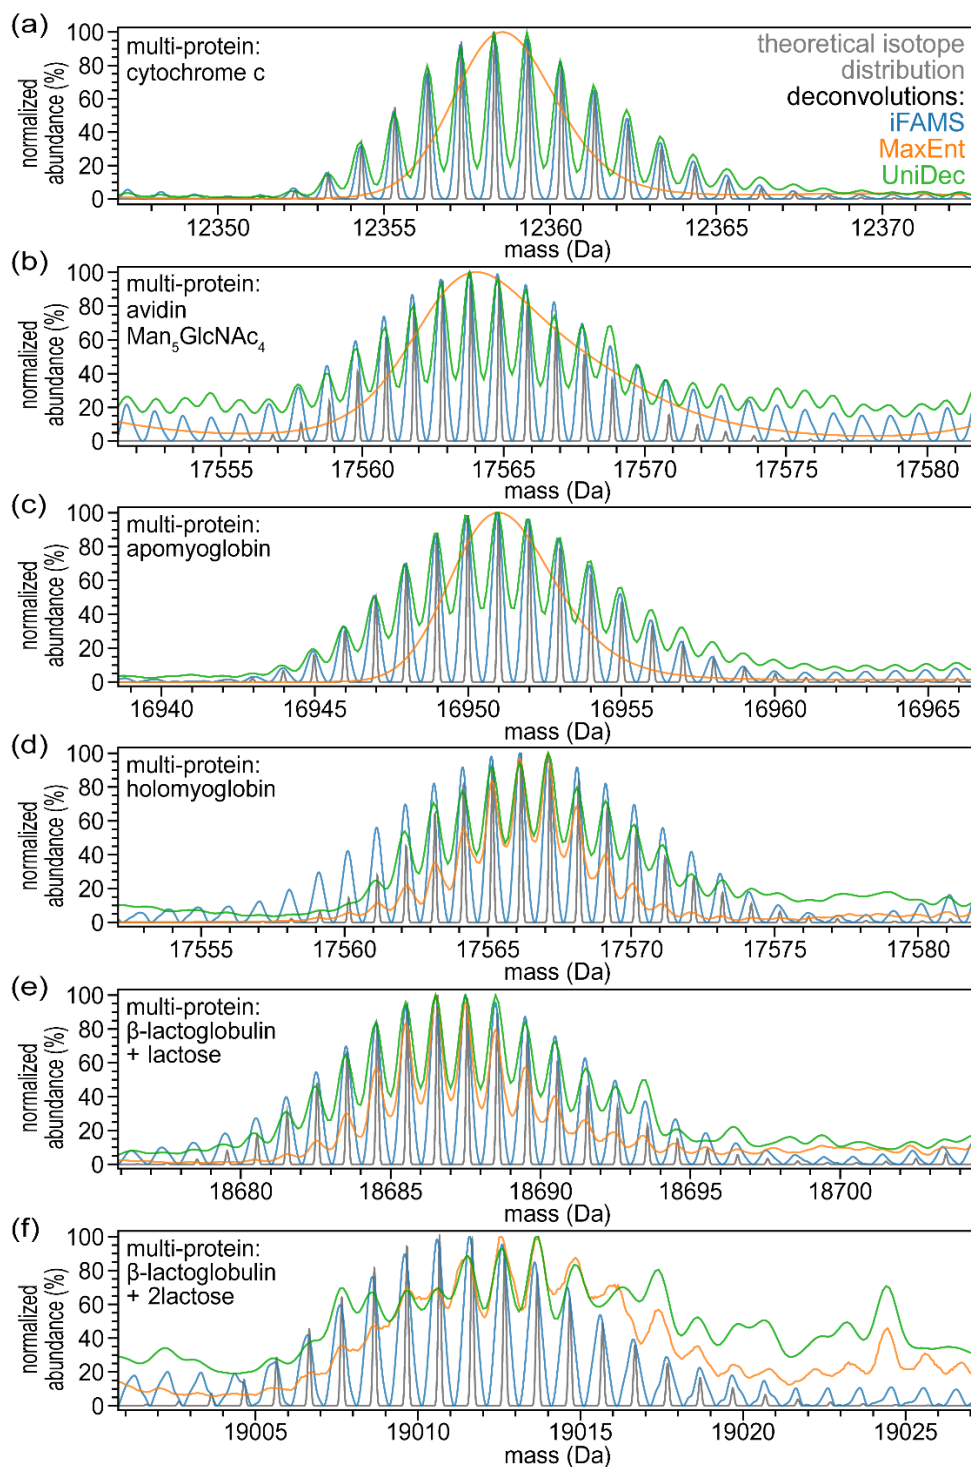 (a)
multi-protein:
cytochrome c
theoretical isotope
distribution
deconvolutions:
iFAMS
MaxEnt
UniDec
normalized
abundance (%)
100
80
60
40
20
0
12350 12355 12360 12365 12370
mass (Da)
(b)
multi-protein:
avidin
Man₅GlcNAc₄
normalized
abundance (%)
100
80
60
40
20
0
17555 17560 17565 17570 17575 17580
mass (Da)
(c)
multi-protein:
apomyoglobin
normalized
abundance (%)
100
80
60
40
20
0
16940 16945 16950 16955 16960 16965
mass (Da)
(d)
multi-protein:
holomyoglobin
normalized
abundance (%)
100
80
60
40
20
0
17555 17560 17565 17570 17575 17580
mass (Da)
(e)
multi-protein:
β-lactoglobulin
+ lactose
normalized
abundance (%)
100
80
60
40
20
0
18680 18685 18690 18695 18700
mass (Da)
(f)
multi-protein:
β-lactoglobulin
+ 2lactose
normalized
abundance (%)
100
80
60
40
20
0
19005 19010 19015 19020 19025
mass (Da)